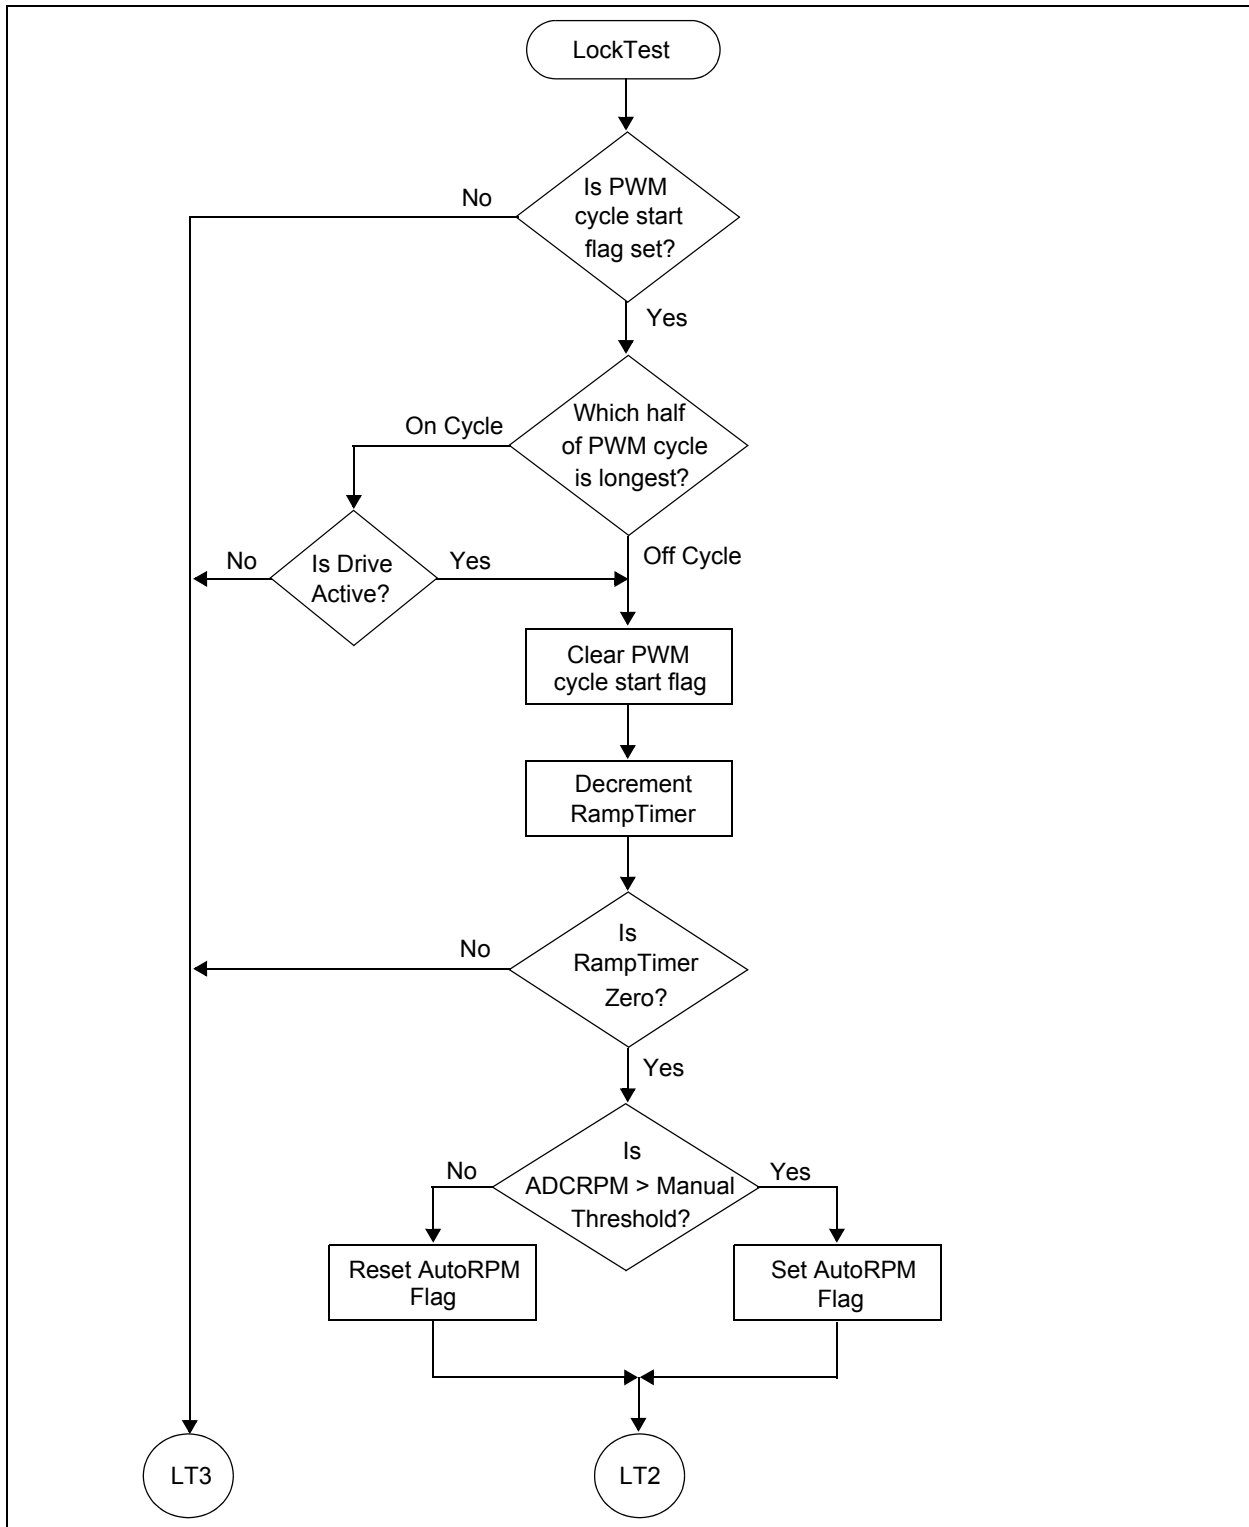 LockTest
Is PWM
cycle start
flag set?
No
Yes
Which half
of PWM cycle
is longest?
On Cycle
Off Cycle
Is Drive
Active?
No
Yes
Clear PWM
cycle start flag
Decrement
RampTimer
Is
RampTimer
Zero?
No
Yes
Is
ADCRPM > Manual
Threshold?
No
Yes
Reset AutoRPM
Flag
Set AutoRPM
Flag
LT3
LT2